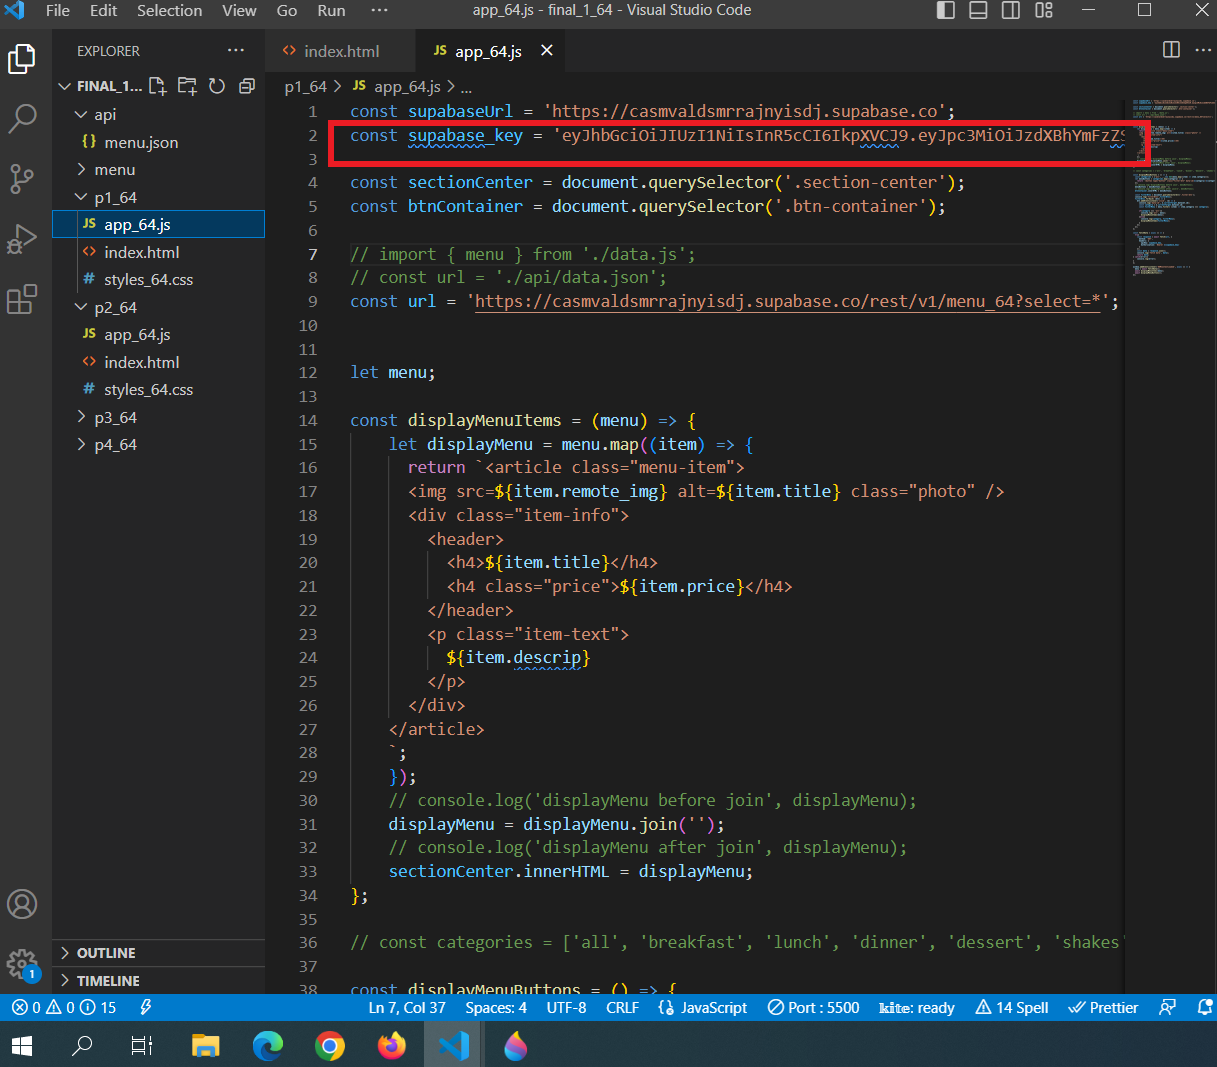 File Edit Selection View Go Run ··· app_64.js - final_1_64 - Visual Studio Code
EXPLORER ···
index.html
JS app_64.js
FINAL_1...
p1_64 > JS app_64.js > ...
api
{} menu.json
menu
p1_64
JS app_64.js
<> index.html
# styles_64.css
p2_64
JS app_64.js
<> index.html
# styles_64.css
p3_64
p4_64
OUTLINE
TIMELINE
1 const supabaseUrl = 'https://casmvaldsmrrajnyisdj.supabase.co';
2 const supabase_key = 'eyJhbGciOiJIUzI1NiIsInR5cCI6IkpXVCJ9.eyJpc3MiOiJzdXBhYmFzZS
3
4 const sectionCenter = document.querySelector('.section-center');
5 const btnContainer = document.querySelector('.btn-container');
6
7 // import { menu } from './data.js';
8 // const url = './api/data.json';
9 const url = 'https://casmvaldsmrrajnyisdj.supabase.co/rest/v1/menu_64?select=*';
10
11
12 let menu;
13
14 const displayMenuItems = (menu) => {
15 let displayMenu = menu.map((item) => {
16 return `<article class="menu-item">
17 <img src=${item.remote_img} alt=${item.title} class="photo" />
18 <div class="item-info">
19 <header>
20 <h4>${item.title}</h4>
21 <h4 class="price">${item.price}</h4>
22 </header>
23 <p class="item-text">
24 ${item.descrip}
25 </p>
26 </div>
27 </article>
28 `;
29 });
30 // console.log('displayMenu before join', displayMenu);
31 displayMenu = displayMenu.join('');
32 // console.log('displayMenu after join', displayMenu);
33 sectionCenter.innerHTML = displayMenu;
34 };
35
36 // const categories = ['all', 'breakfast', 'lunch', 'dinner', 'dessert', 'shakes'
37
38 const displayMenuButtons = () => {
1
0 0 15 Ln 7, Col 37 Spaces: 4 UTF-8 CRLF {} JavaScript Port : 5500 kite: ready 14 Spell Prettier